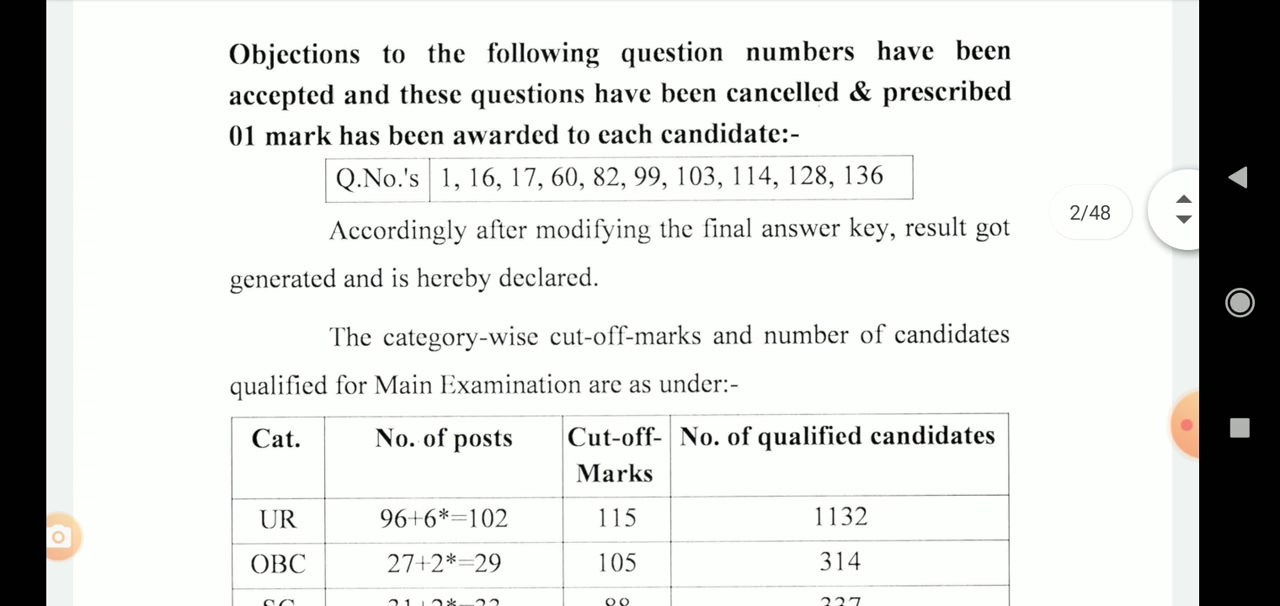 Objections to the following question numbers have been
accepted and these questions have been cancelled & prescribed
01 mark has been awarded to each candidate:-
Q.No.'s 1, 16, 17, 60, 82, 99, 103, 114, 128, 136
Accordingly after modifying the final answer key, result got
generated and is hereby declared.
2/48
The category-wise cut-off-marks and number of candidates
qualified for Main Examination are as under:-
Cat. No. of posts Cut-off- No. of qualified candidates
Marks
UR 96+6*=102 115 1132
OBC 27+2*=29 105 314